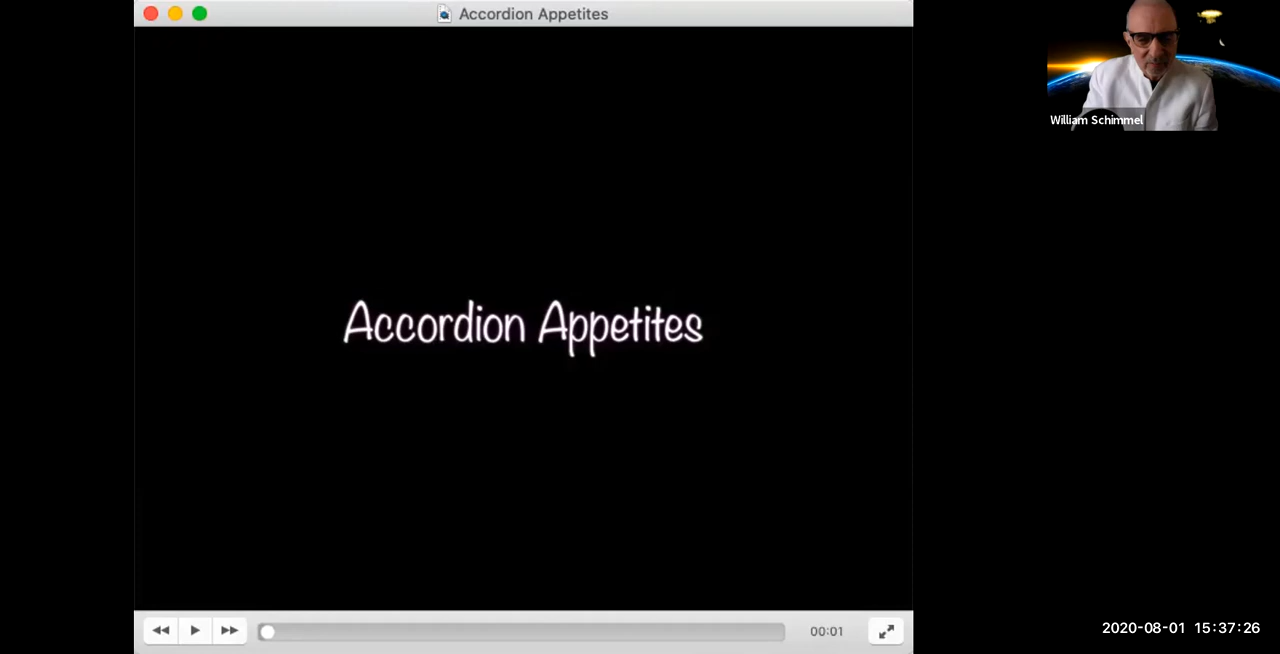 Accordion Appetites
William Schimmel
Accordion Appetites
00:01
2020-08-01 15:37:26